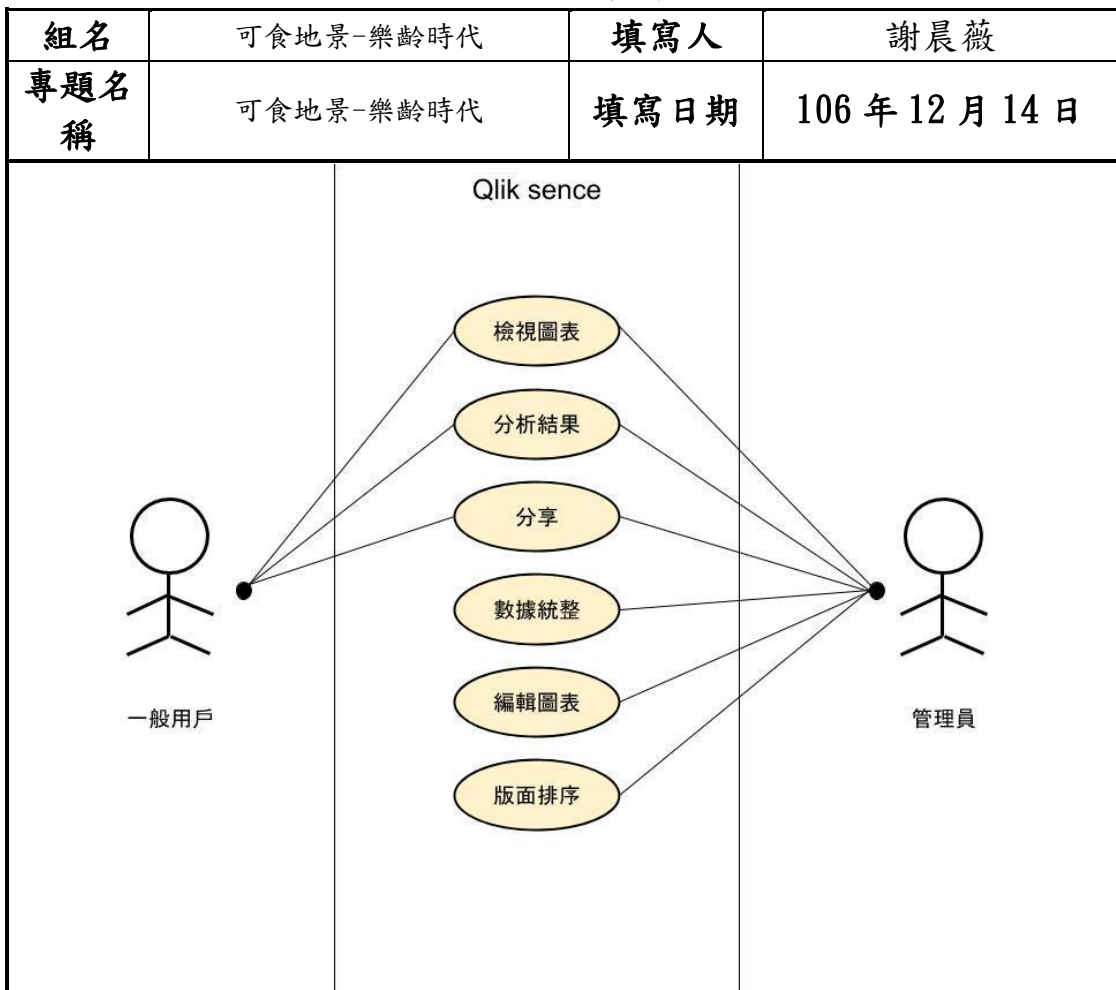 組名 可食地景-樂齡時代 填寫人 謝晨薇
專題名稱 可食地景-樂齡時代 填寫日期 106 年 12 月 14 日
Qlik sence
檢視圖表
分析結果
分享
數據統整
編輯圖表
版面排序
一般用戶
管理員